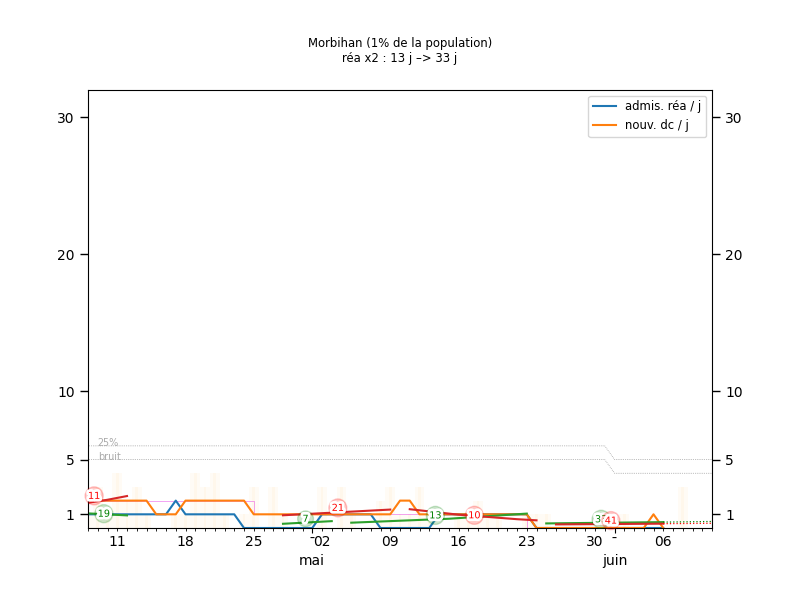 Morbihan (1% de la population)
réa x2 : 13 j –> 33 j
admis. réa / j
nouv. dc / j
30 30
20 20
10 10
25%
bruit
5 5
11 19 7 21 13 10 41
1 1
11 18 25 02 09 16 23 30 06
mai juin